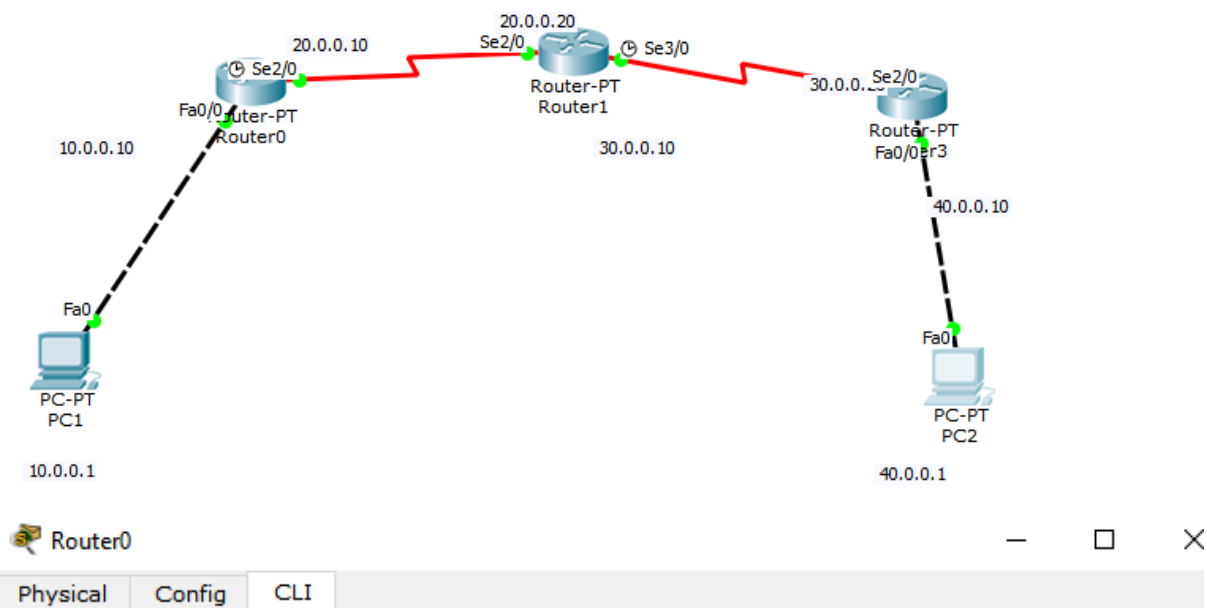 20.0.0.20
20.0.0.10
Se2/0
Se3/0
Se2/0
Router-PT
Router1
Se2/0
30.0.0.
Fa0/0
Router0
10.0.0.10
30.0.0.10
Router-PT
Fa0/0
40.0.0.10
Fa0
PC-PT
PC1
10.0.0.1
Fa0
PC-PT
PC2
40.0.0.1
Router0
Physical Config CLI